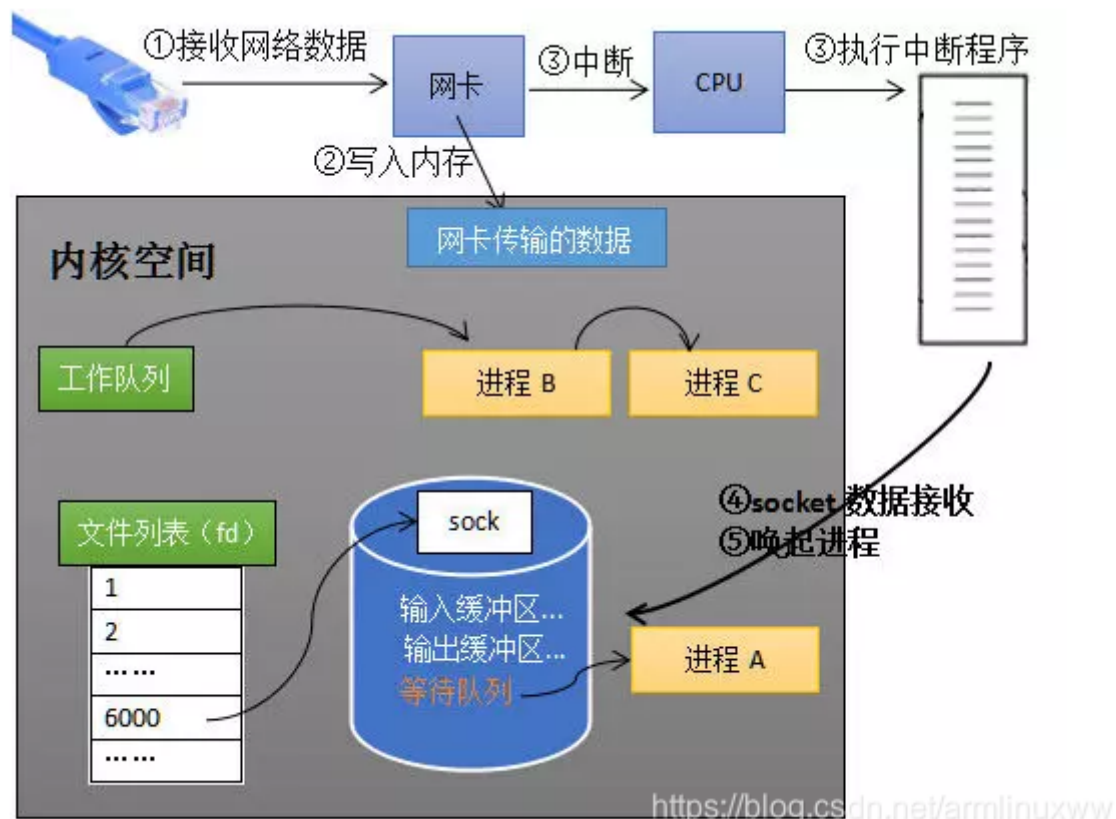 ①接收网络数据
网卡
③中断
CPU
③执行中断程序
②写入内存
网卡传输的数据
内核空间
工作队列
进程 B
进程 C
文件列表（fd）
1
2
……
6000
……
sock
输入缓冲区...
输出缓冲区...
等待队列
④socket 数据接收
⑤唤起进程
进程 A
https://blog.csdn.net/armlinuxww